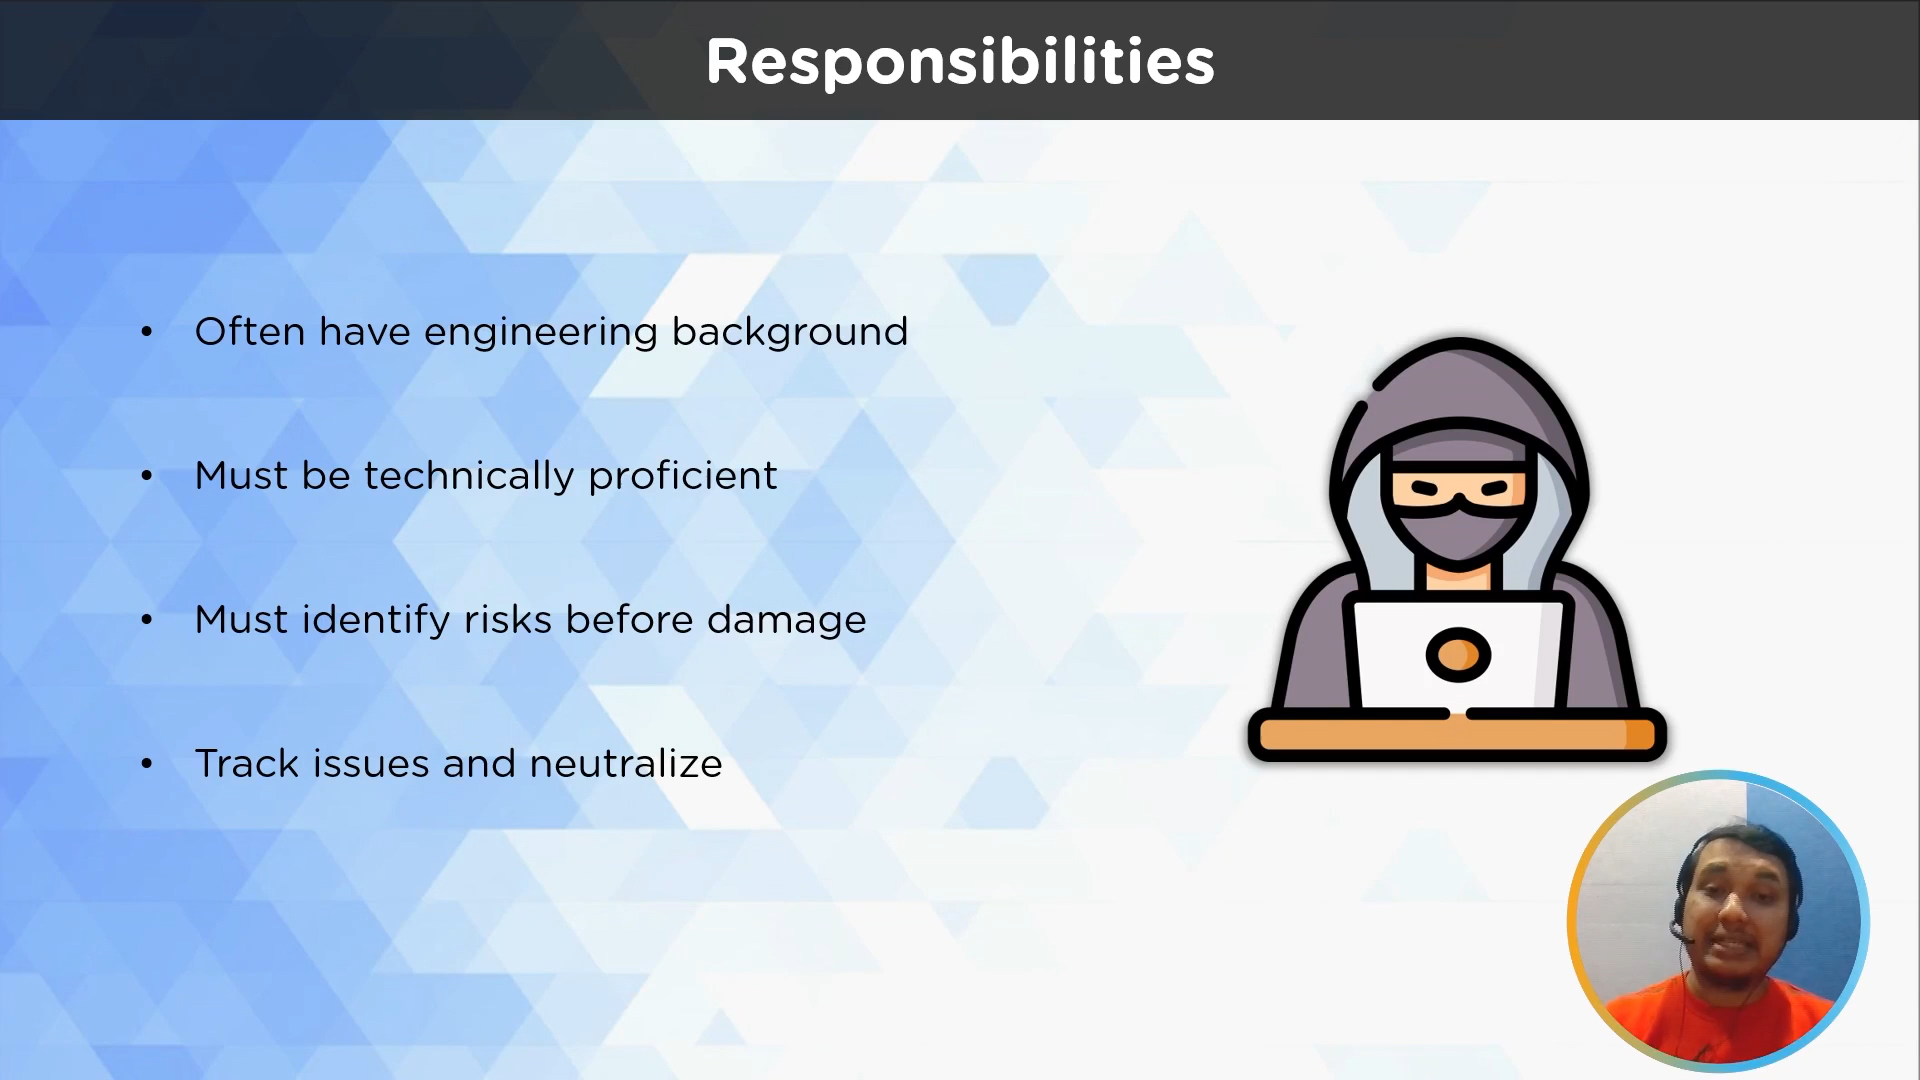 Responsibilities
• Often have engineering background
• Must be technically proficient
• Must identify risks before damage
• Track issues and neutralize